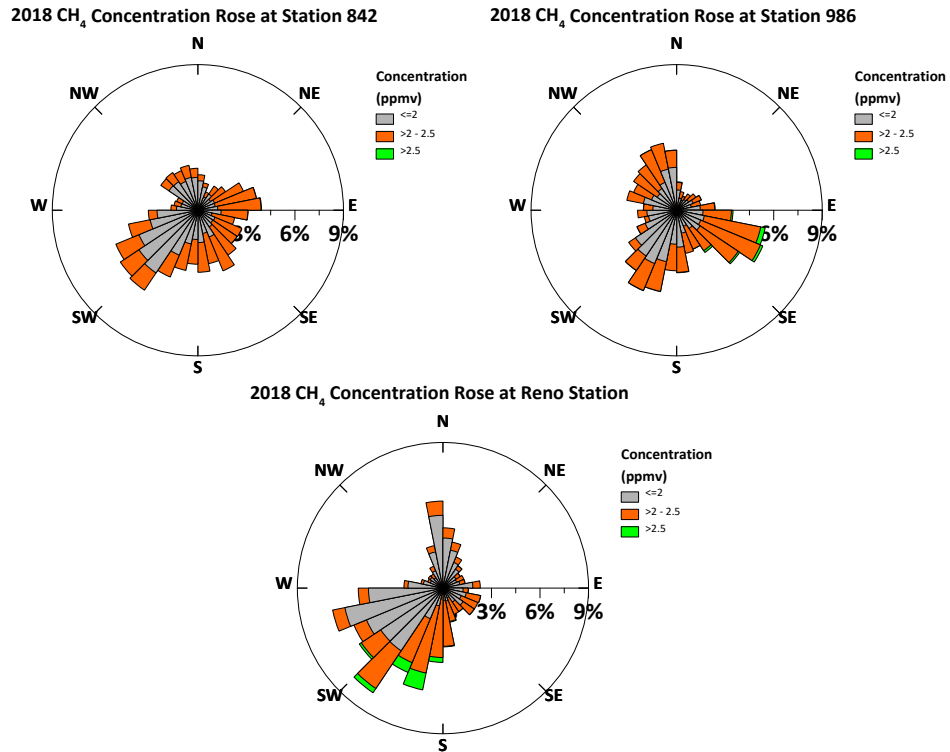 2018 CH4 Concentration Rose at Station 842
N
NE
E
SE
S
SW
W
NW
3% 6% 9%
Concentration
(ppmv)
<=2
>2 - 2.5
>2.5
2018 CH4 Concentration Rose at Station 986
N
NE
E
SE
S
SW
W
NW
6% 9%
Concentration
(ppmv)
<=2
>2 - 2.5
>2.5
2018 CH4 Concentration Rose at Reno Station
N
NE
E
SE
S
SW
W
NW
3% 6% 9%
Concentration
(ppmv)
<=2
>2 - 2.5
>2.5